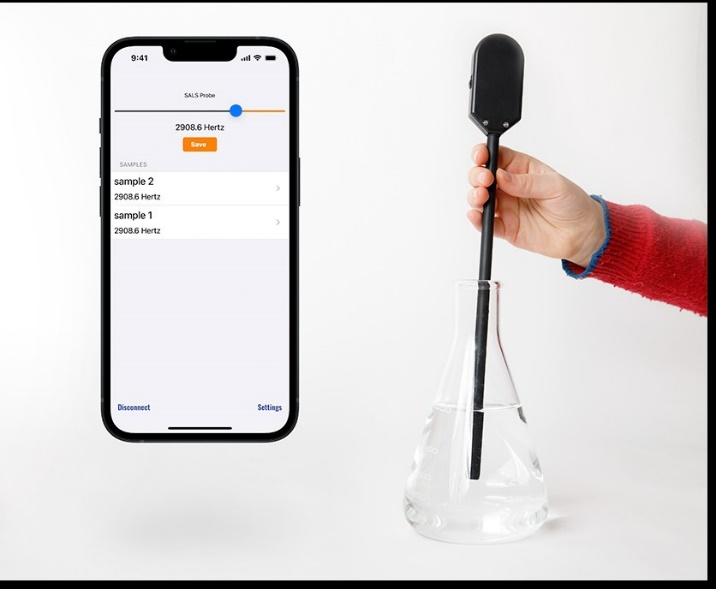 9:41
SALS Probe
2908.6 Hertz
Save
SAMPLES
sample 2
2908.6 Hertz
sample 1
2908.6 Hertz
Disconnect
Settings